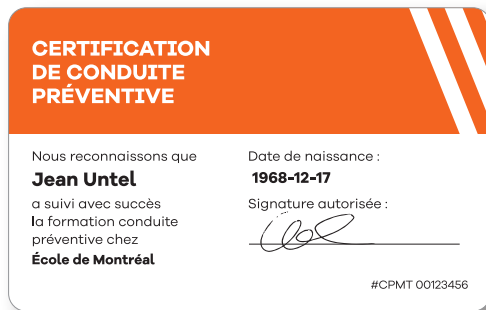 CERTIFICATION
DE CONDUITE
PRÉVENTIVE
Nous reconnaissons que
Jean Untel
a suivi avec succès
la formation conduite
préventive chez
École de Montréal
Date de naissance :
1968-12-17
Signature autorisée :
#CPMT 00123456